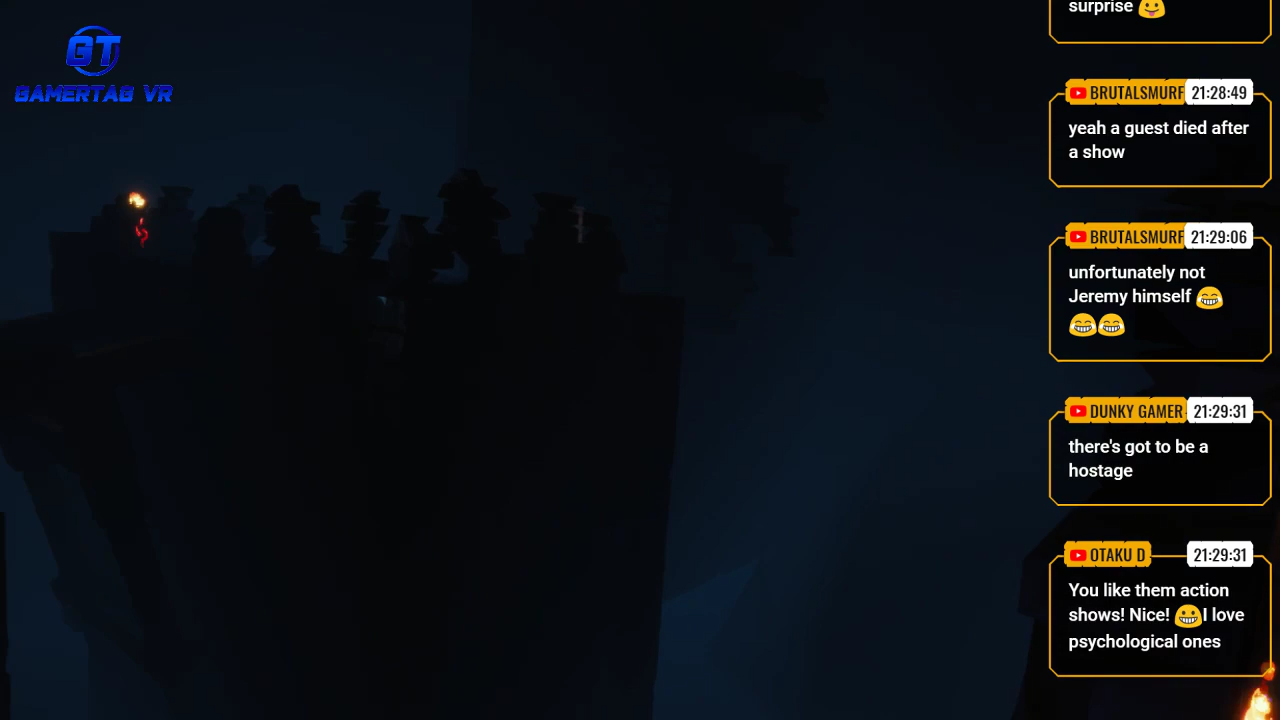 GT
GAMERTAG VR
surprise 😛
BRUTALSMURF 21:28:49
yeah a guest died after
a show
BRUTALSMURF 21:29:06
unfortunately not
Jeremy himself 😂
😂😂
DUNKY GAMER 21:29:31
there's got to be a
hostage
OTAKU D 21:29:31
You like them action
shows! Nice! 😀I love
psychological ones